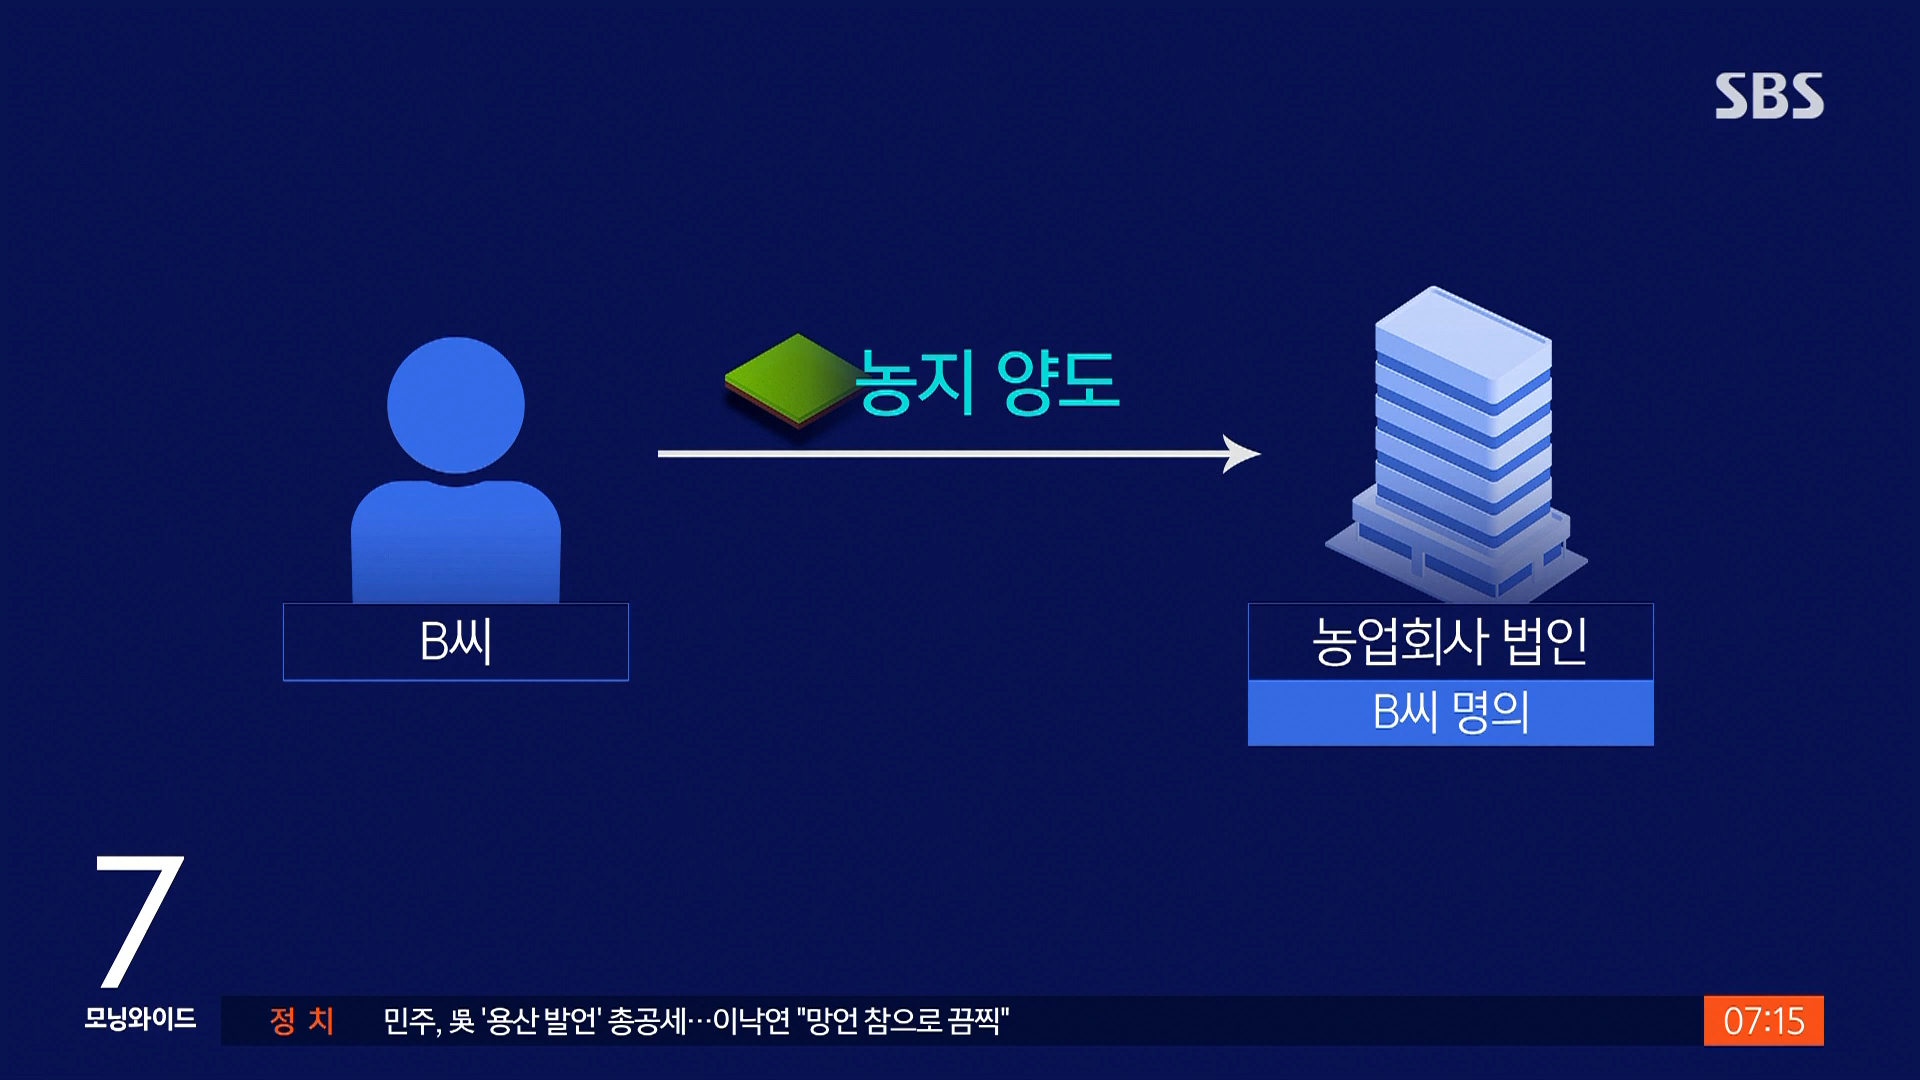 SBS
농지 양도
B씨
농업회사 법인
B씨 명의
7
모닝와이드
정 치 민주, 吳 '용산 발언' 총공세…이낙연 "망언 참으로 끔찍"
07:15